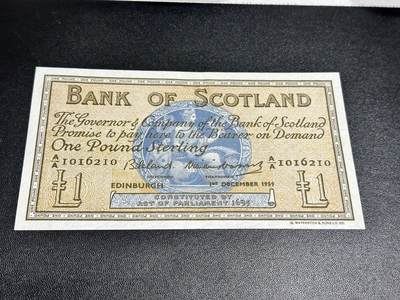 BANK OF SCOTLAND
The Governor & Company of the Bank of Scotland
Promise to pay here to the Bearer on Demand
One Pound Sterling
A/A 1016210 A/A 1016210
EDINBURGH 1ST DECEMBER 1959
£1 £1
CONSTITUTED BY
ACT OF PARLIAMENT 1695